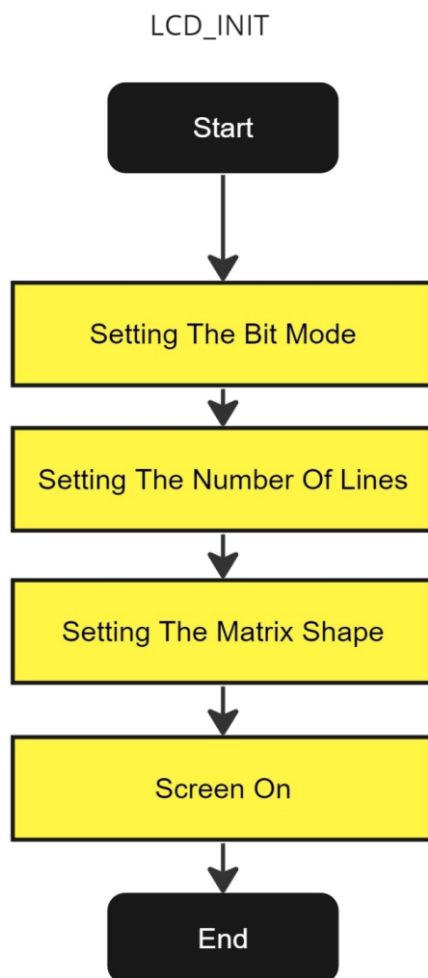 LCD_INIT
Start
Setting The Bit Mode
Setting The Number Of Lines
Setting The Matrix Shape
Screen On
End